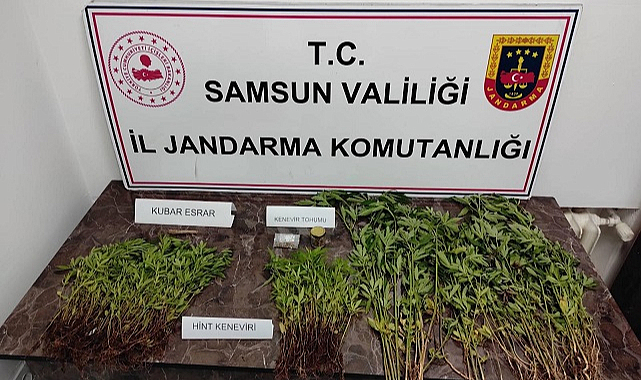 T.C.
SAMSUN VALİLİĞİ
İL JANDARMA KOMUTANLIĞI
JANDARMA
KUBAR ESRAR
KENEVİR TOHUMU
HİNT KENEVİRİ